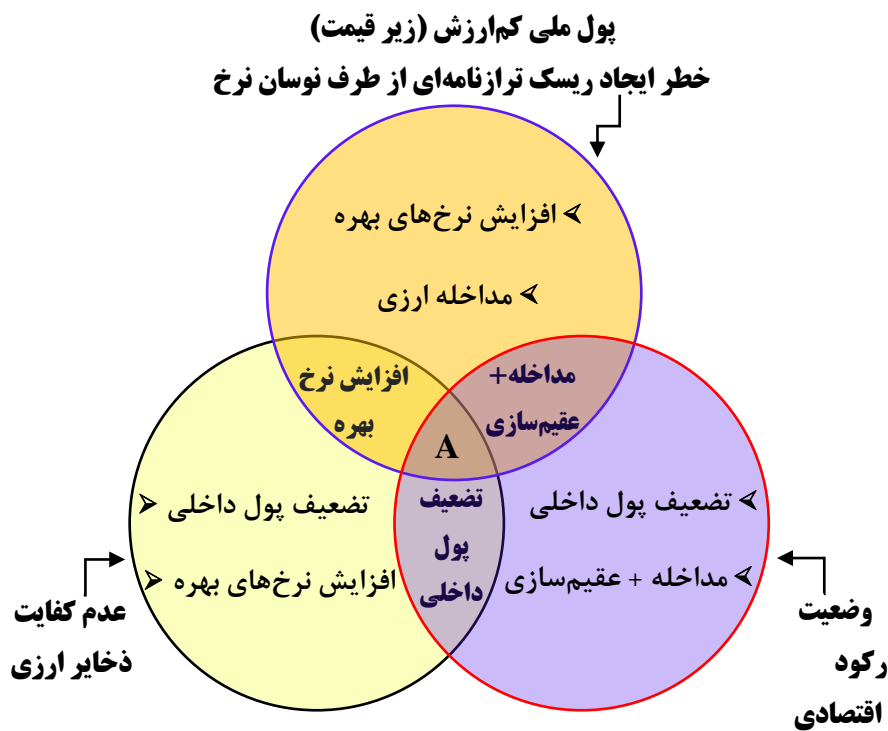 پول ملی کم‌ارزش (زیر قیمت)
خطر ایجاد ریسک ترازنامه‌ای از طرف نوسان نرخ
افزایش نرخ‌های بهره
مداخله ارزی
مداخله+
عقیم‌سازی
افزایش نرخ
بهره
A
تضعیف
پول
داخلی
تضعیف پول داخلی
مداخله + عقیم‌سازی
تضعیف پول داخلی
افزایش نرخ‌های بهره
وضعیت
رکود
اقتصادی
عدم کفایت
ذخایر ارزی